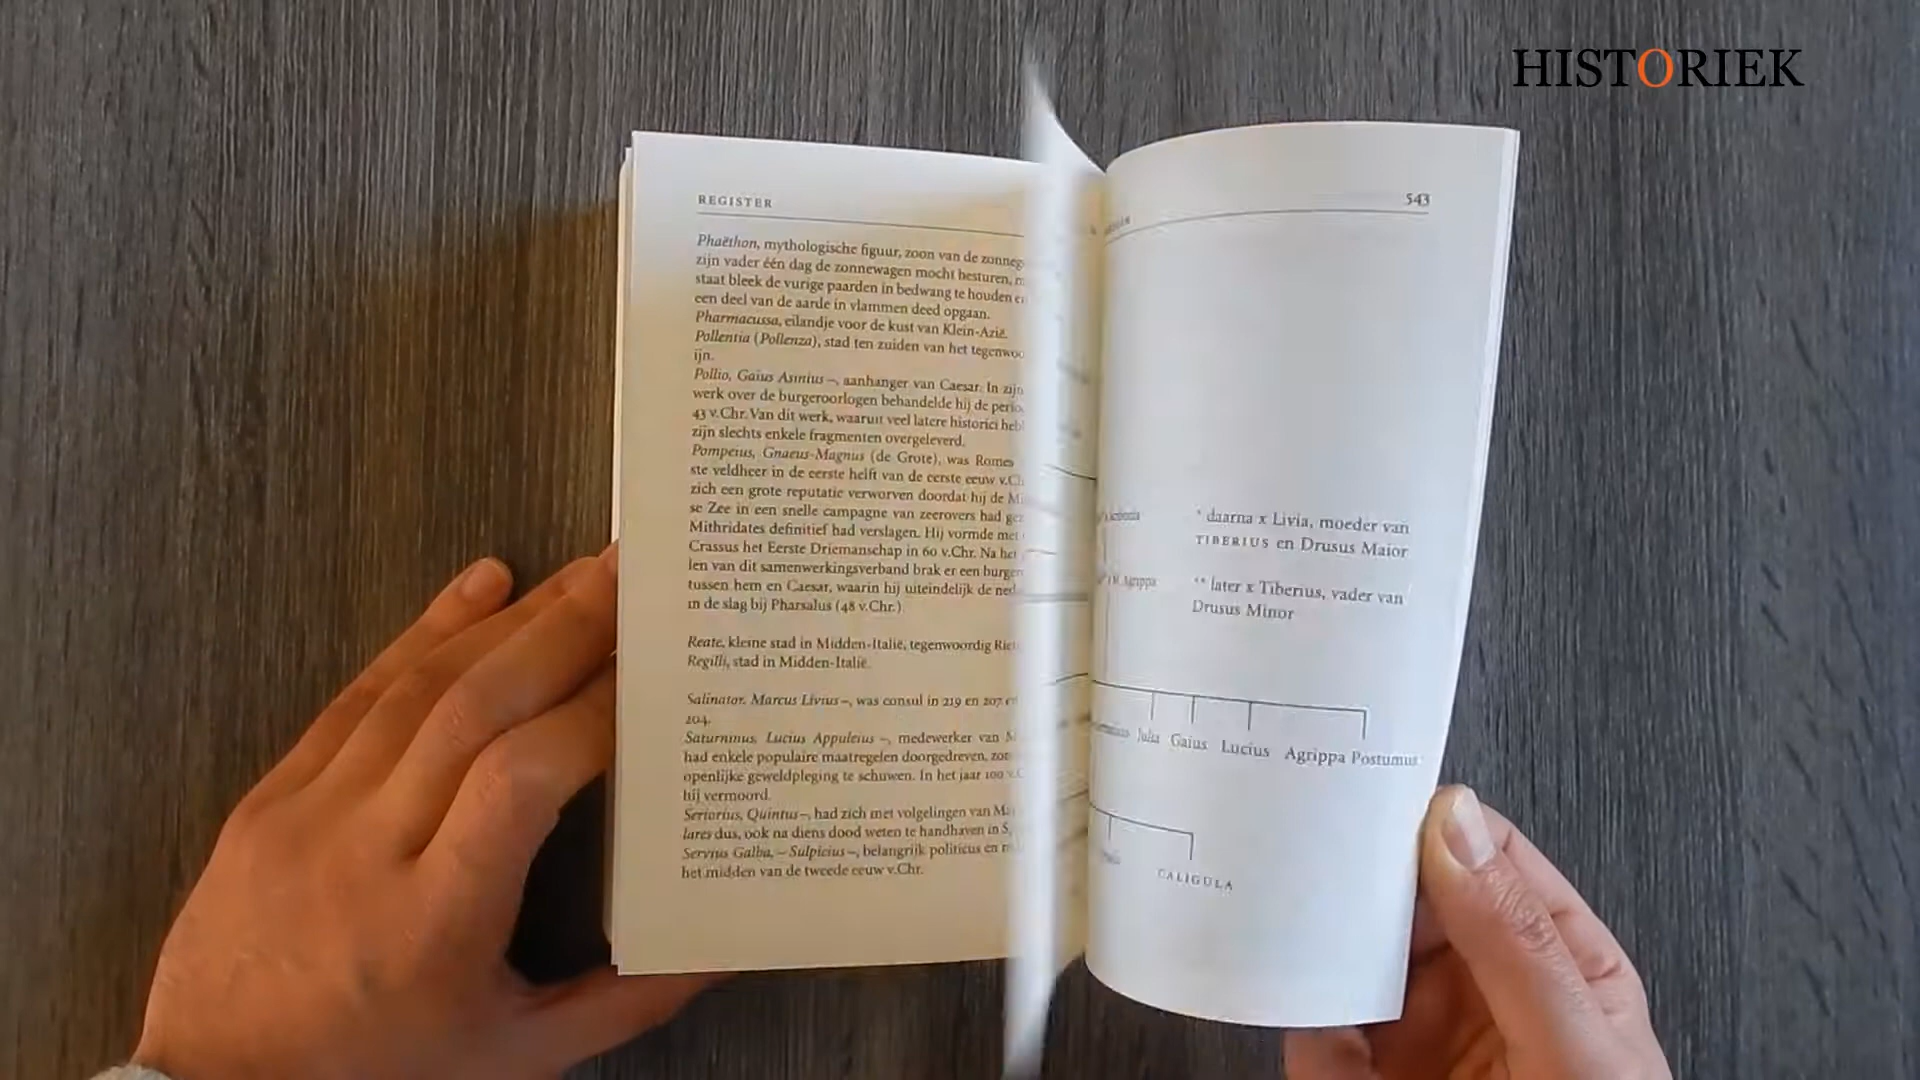 HISTORIEK
REGISTER
Phaëthon, mythologische figuur, zoon van de zonneg
zijn vader één dag de zonnewagen mocht besturen,
staat bleek de vurige paarden in bedwang te houden
een deel van de aarde in vlammen deed opgaan.
Pharmacussa, eilandje voor de kust van Klein-Azië.
Pollentia (Pollenza), stad ten zuiden van het tegenwoo
ijn.
Pollio, Gaius Asinius –, aanhanger van Caesar. In zijn
werk over de burgeroorlogen behandelde hij de perio
43 v.Chr. Van dit werk, waaruit veel latere historici heb
zijn slechts enkele fragmenten overgeleverd.
Pompeius, Gnaeus-Magnus (de Grote), was Romes
ste veldheer in de eerste helft van de eerste eeuw v.Ch
zich een grote reputatie verworven doordat hij de Mi
se Zee in een snelle campagne van zeerovers had ge
Mithridates definitief had verslagen. Hij vormde met
Crassus het Eerste Driemanschap in 60 v.Chr. Na het
len van dit samenwerkingsverband brak er een burger
tussen hem en Caesar, waarin hij uiteindelijk de ned
in de slag bij Pharsalus (48 v.Chr.)
Reate, kleine stad in Midden-Italië, tegenwoordig Riet
Regilli, stad in Midden-Italië.
Salinator, Marcus Livius –, was consul in 219 en 207
204.
Saturninus, Lucius Appuleius –, medewerker van M
had enkele populaire maatregelen doorgedreven, zon
openlijke geweldpleging te schuwen. In het jaar 100 v.C
hij vermoord.
Sertorius, Quintus –, had zich met volgelingen van Ma
lares dus, ook na diens dood weten te handhaven in S
Servius Galba, – Sulpicius –, belangrijk politicus en
het midden van de tweede eeuw v.Chr.
543
* daarna x Livia, moeder van
TIBERIUS en Drusus Maior
** later x Tiberius, vader van
Drusus Minor
M. Agrippa
Julia Gaius Lucius Agrippa Postumus
CALIGULA